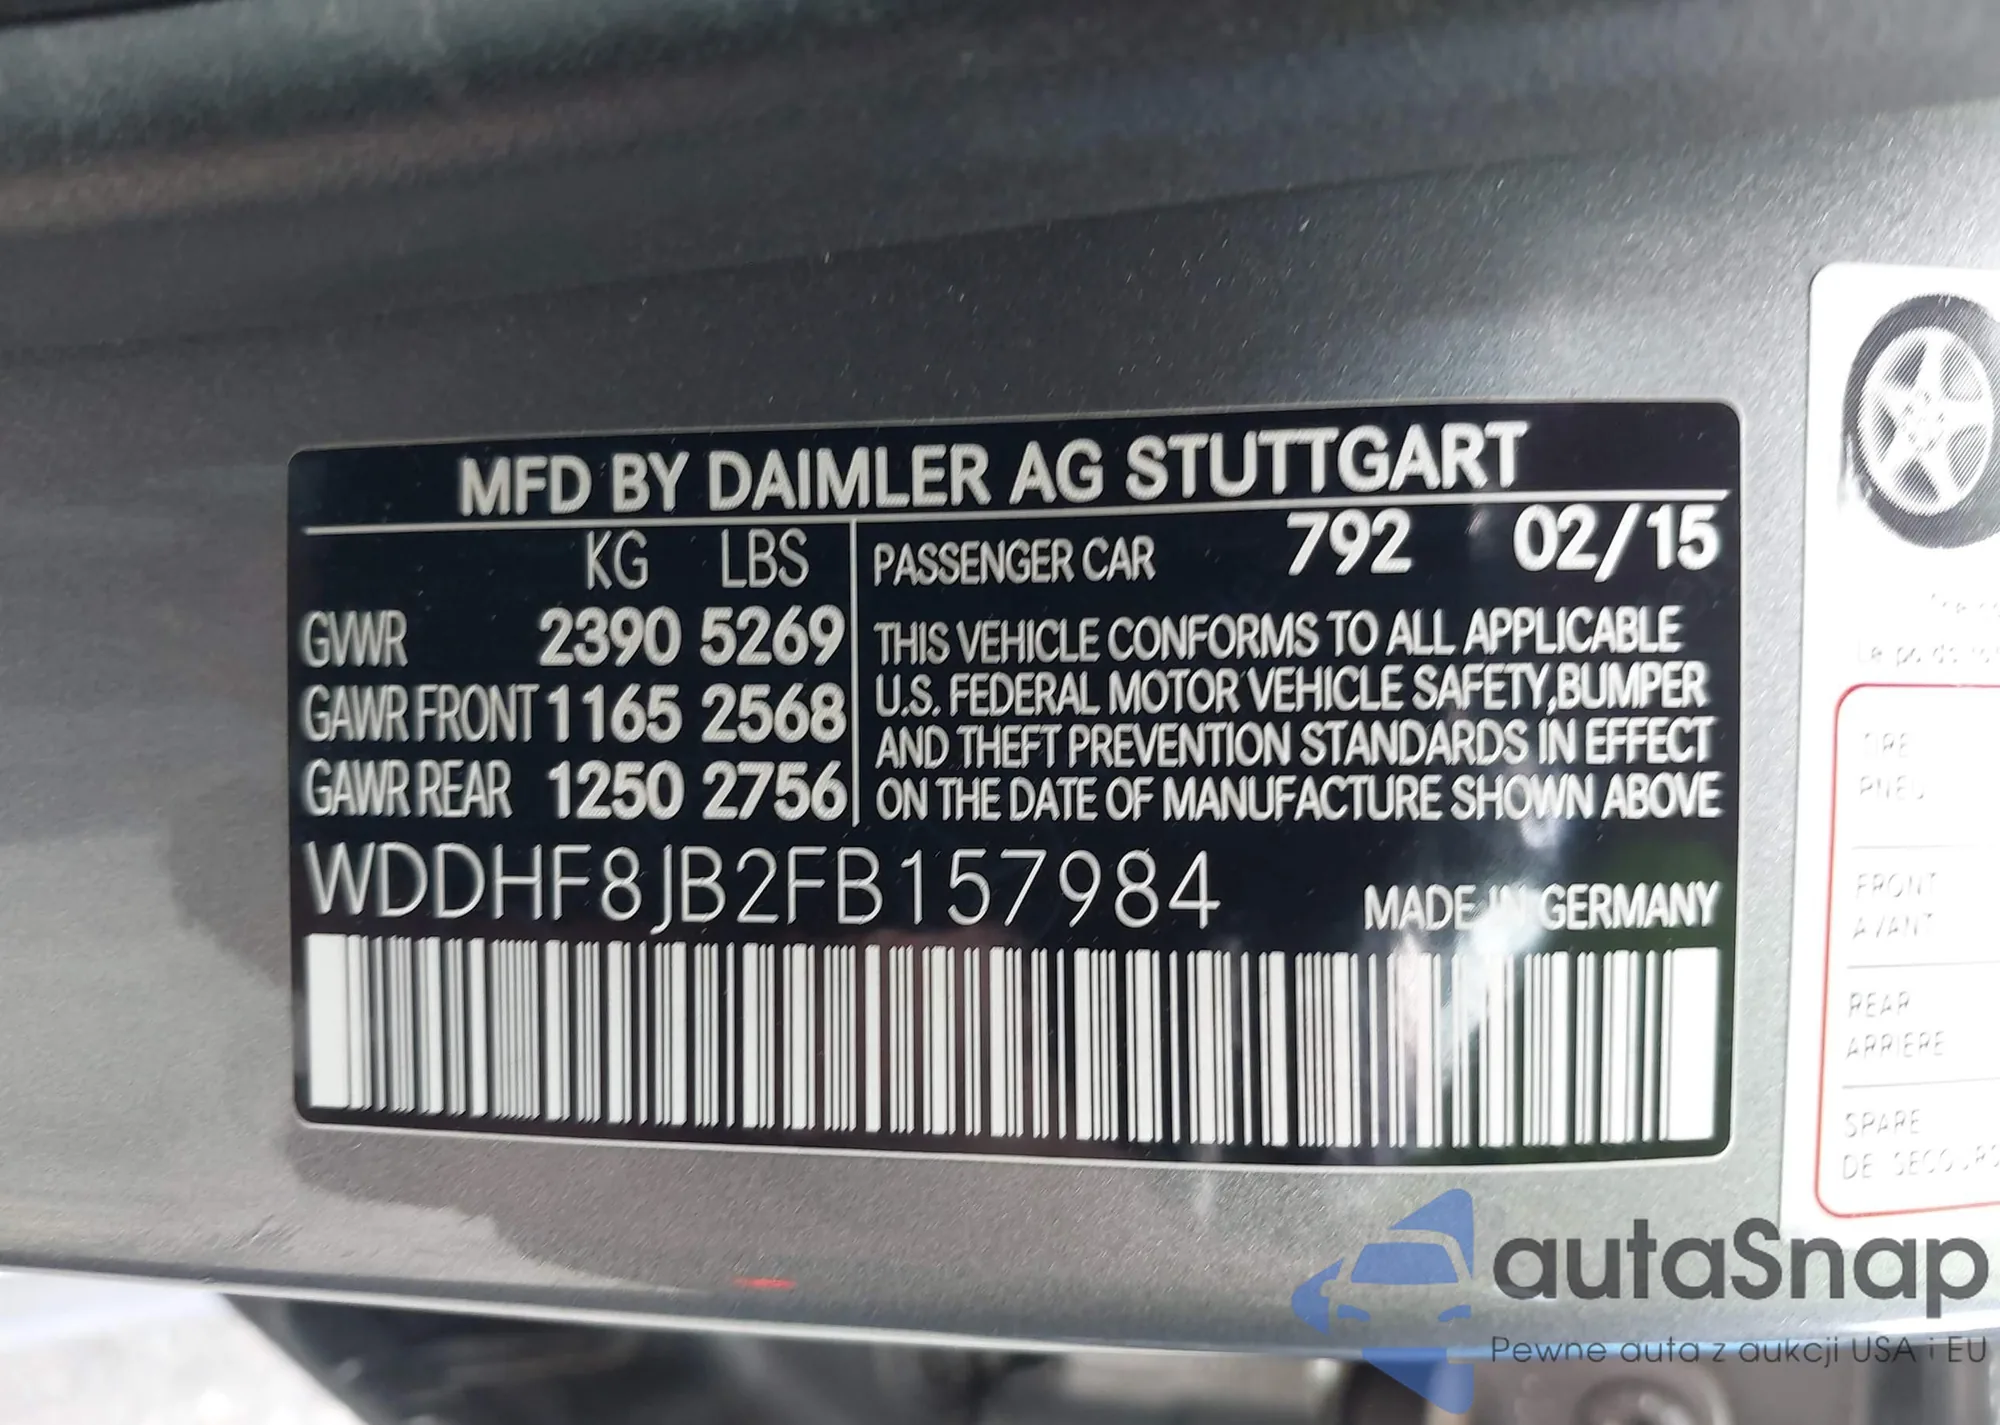 MFD BY DAIMLER AG STUTTGART
KG LBS
GVWR 2390 5269
GAWR FRONT 1165 2568
GAWR REAR 1250 2756
PASSENGER CAR 792 02/15
THIS VEHICLE CONFORMS TO ALL APPLICABLE
U.S. FEDERAL MOTOR VEHICLE SAFETY,BUMPER
AND THEFT PREVENTION STANDARDS IN EFFECT
ON THE DATE OF MANUFACTURE SHOWN ABOVE
WDDHF8JB2FB157984
MADE IN GERMANY
TIRE
PNEU
FRONT
AVANT
REAR
ARRIERE
SPARE
DE
autaSnap
Pewne auta z aukcji USA i EU